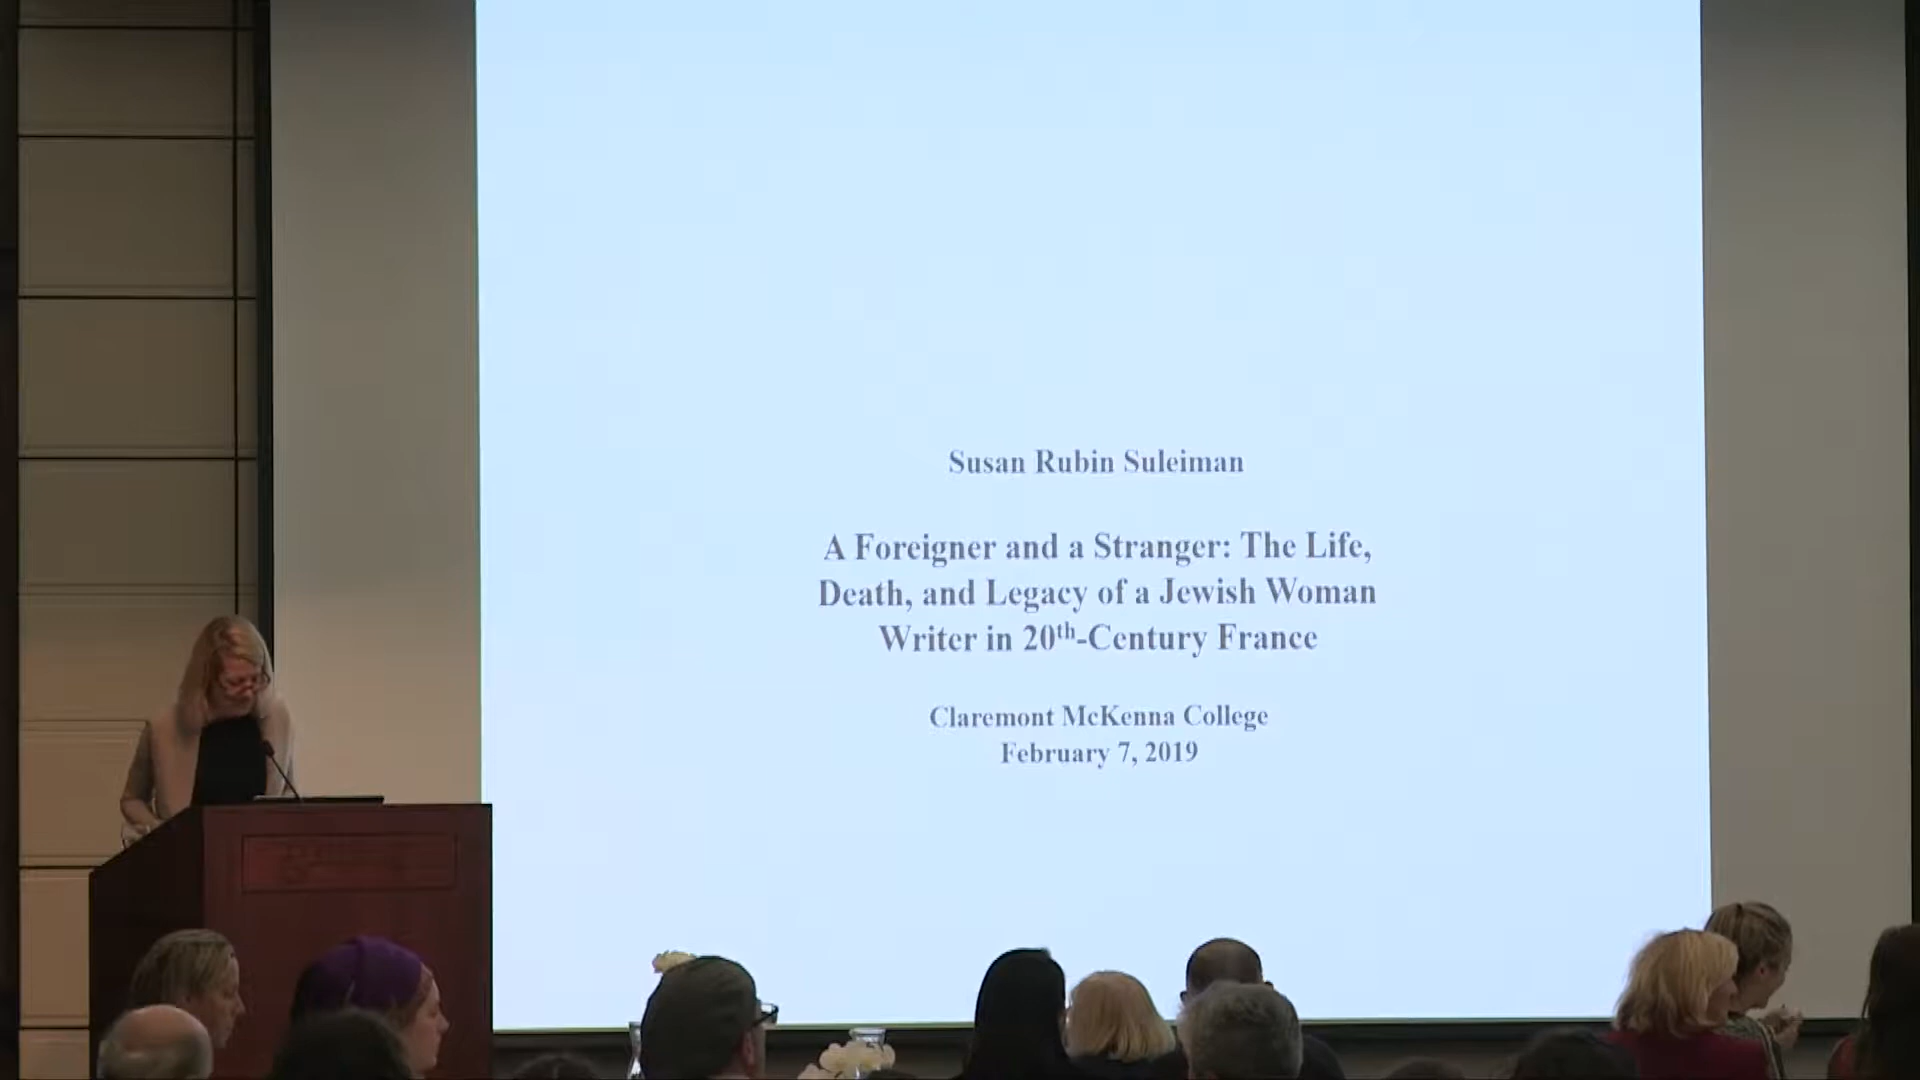 Susan Rubin Suleiman
A Foreigner and a Stranger: The Life,
Death, and Legacy of a Jewish Woman
Writer in 20th-Century France
Claremont McKenna College
February 7, 2019